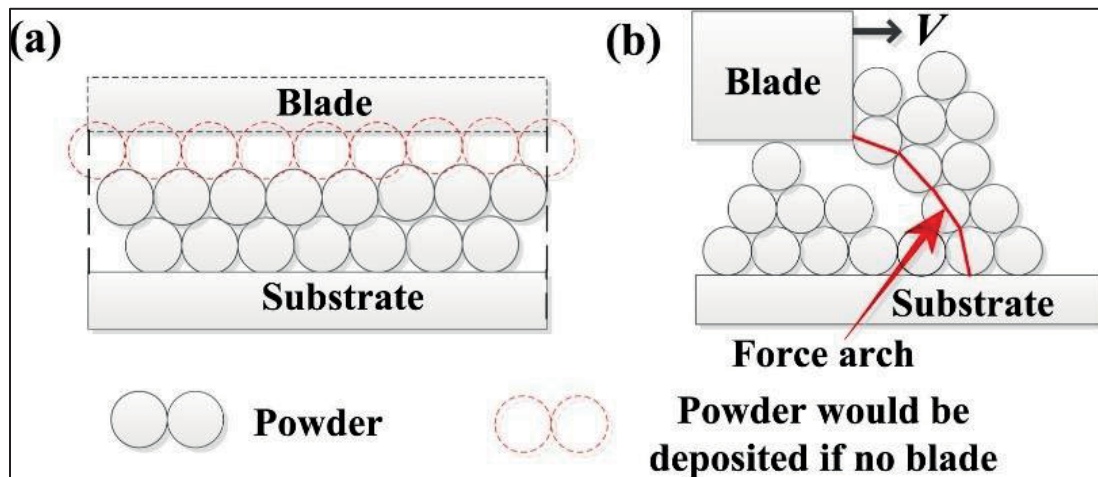 (a)
Blade
Substrate
(b)
V
Blade
Substrate
Force arch
Powder
Powder would be
deposited if no blade